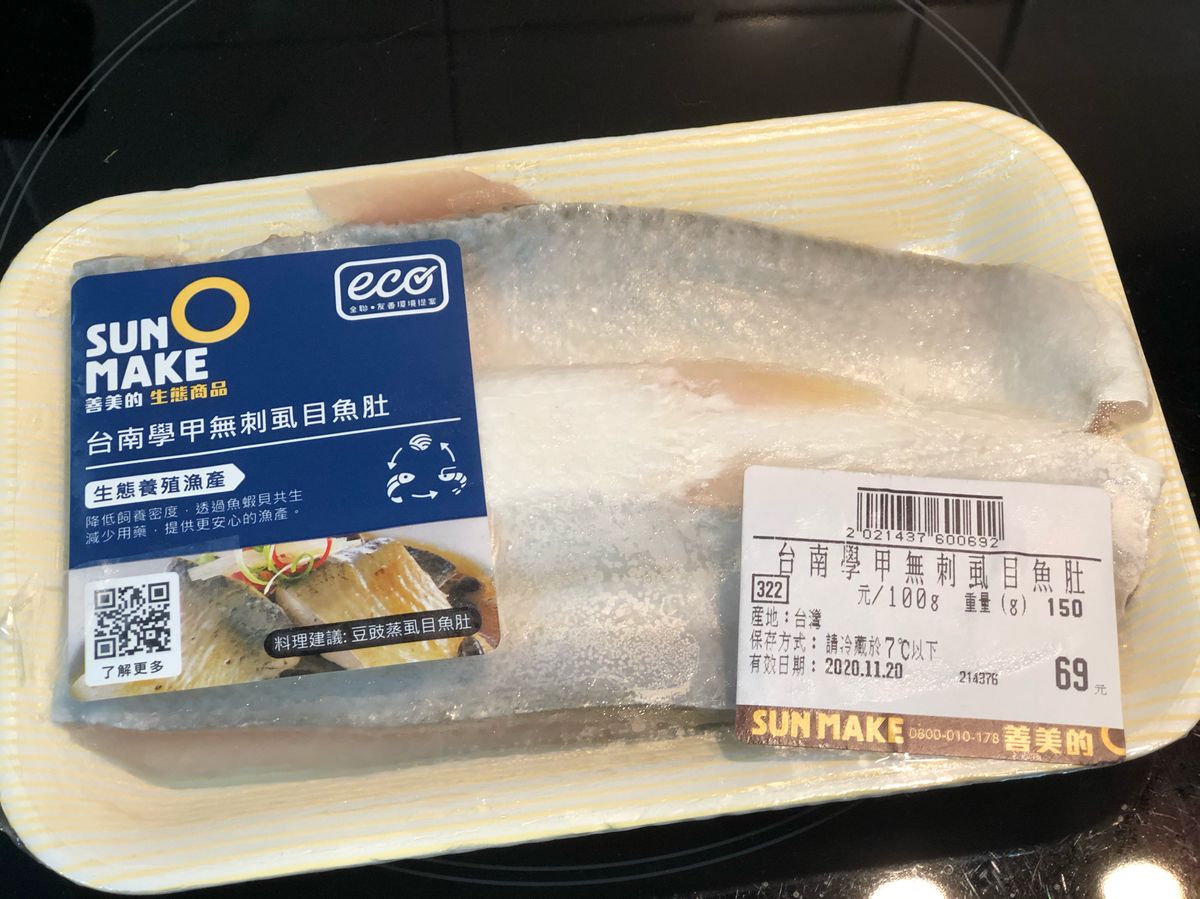 SUN
MAKE
善美的 生態商品
eco
全聯•友善環境提案
台南學甲無刺虱目魚肚
生態養殖漁產
降低飼養密度，透過魚蝦貝共生
減少用藥，提供更安心的漁產。
了解更多
料理建議: 豆豉蒸虱目魚肚
2 021437 600692
台南學甲無刺虱目魚肚
322
元/100g 重量(g) 150
産地：台灣
保存方式：請冷藏於7℃以下
有效日期：2020.11.20
214376
69元
SUN MAKE 0800-010-178 善美的